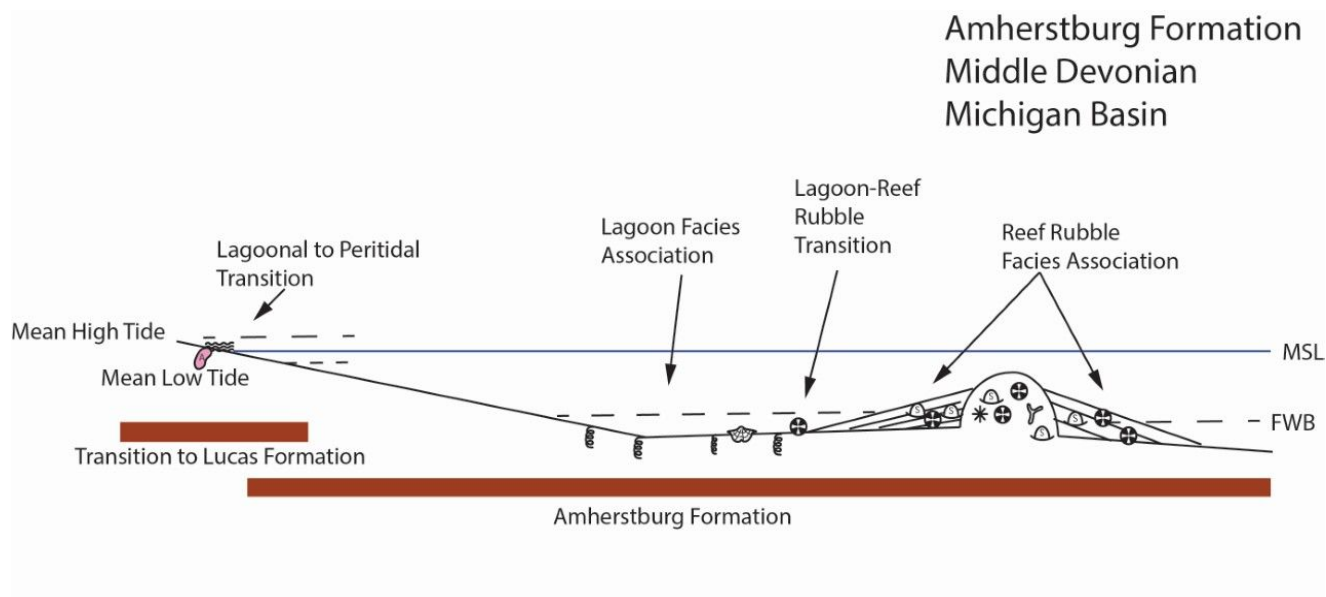 Amherstburg Formation
Middle Devonian
Michigan Basin
Lagoon-Reef
Rubble
Transition
Lagoon Facies
Association
Reef Rubble
Facies Association
Lagoonal to Peritidal
Transition
Mean High Tide
MSL
Mean Low Tide
A
S
S
S
S
S
FWB
Transition to Lucas Formation
Amherstburg Formation